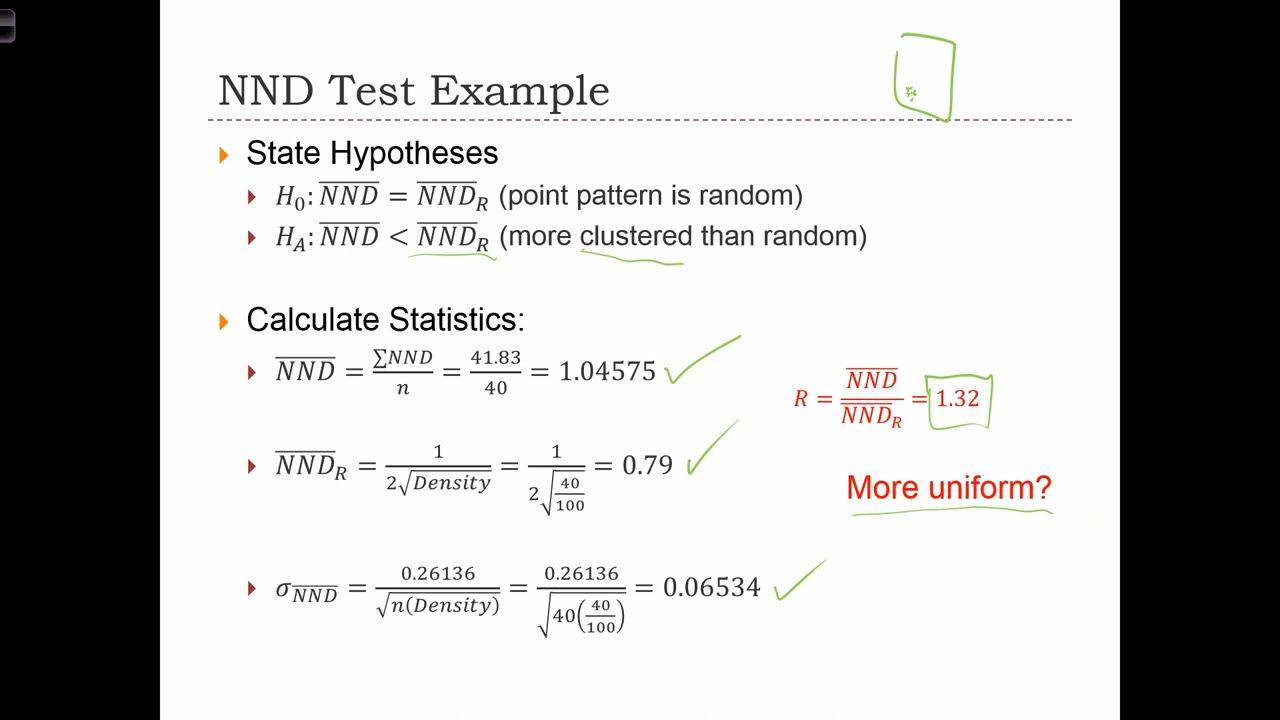 NND Test Example
State Hypotheses
H₀: N̅N̅D̅ = N̅N̅D̅_R (point pattern is random)
H_A: N̅N̅D̅ < N̅N̅D̅_R (more clustered than random)
Calculate Statistics:
N̅N̅D̅ = ∑NND / n = 41.83 / 40 = 1.04575
R = N̅N̅D̅ / N̅N̅D̅_R = 1.32
N̅N̅D̅_R = 1 / 2√Density = 1 / 2√(40/100) = 0.79
More uniform?
σ_N̅N̅D̅ = 0.26136 / √n(Density) = 0.26136 / √40(40/100) = 0.06534